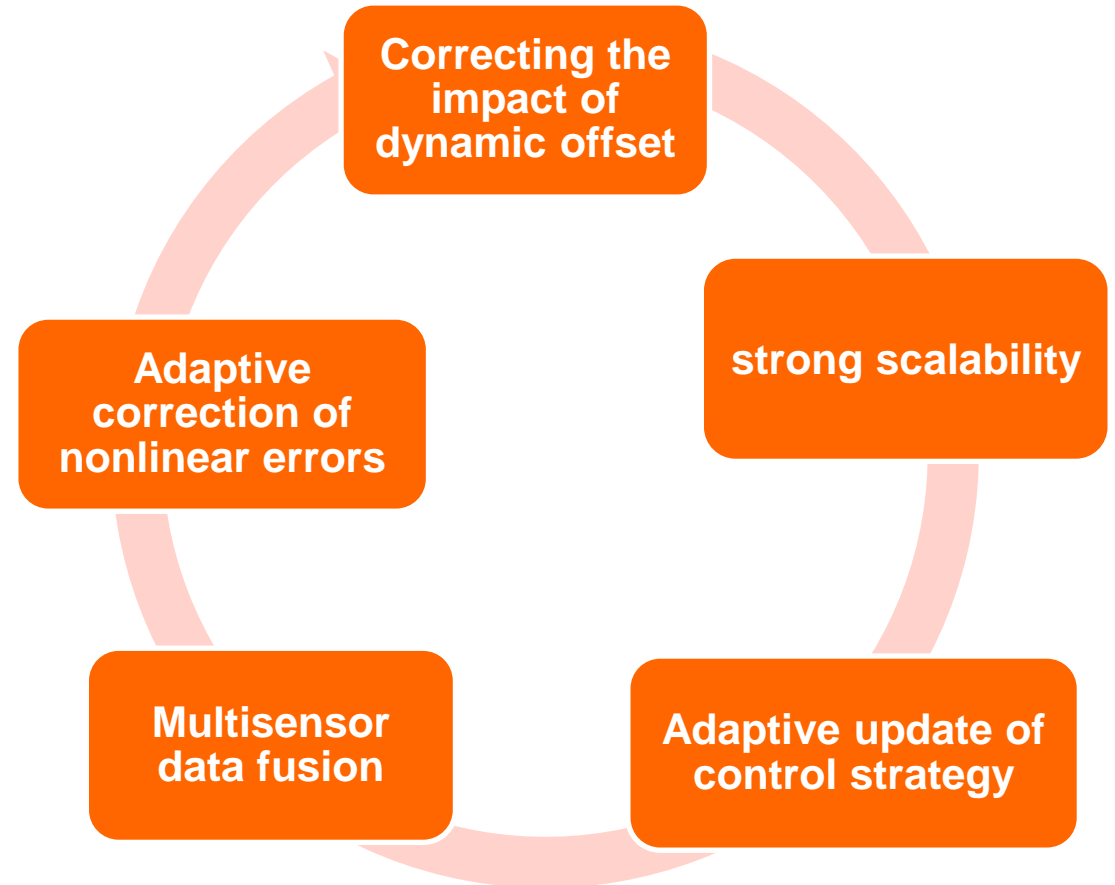 Correcting the
impact of
dynamic offset
strong scalability
Adaptive update of
control strategy
Multisensor
data fusion
Adaptive
correction of
nonlinear errors